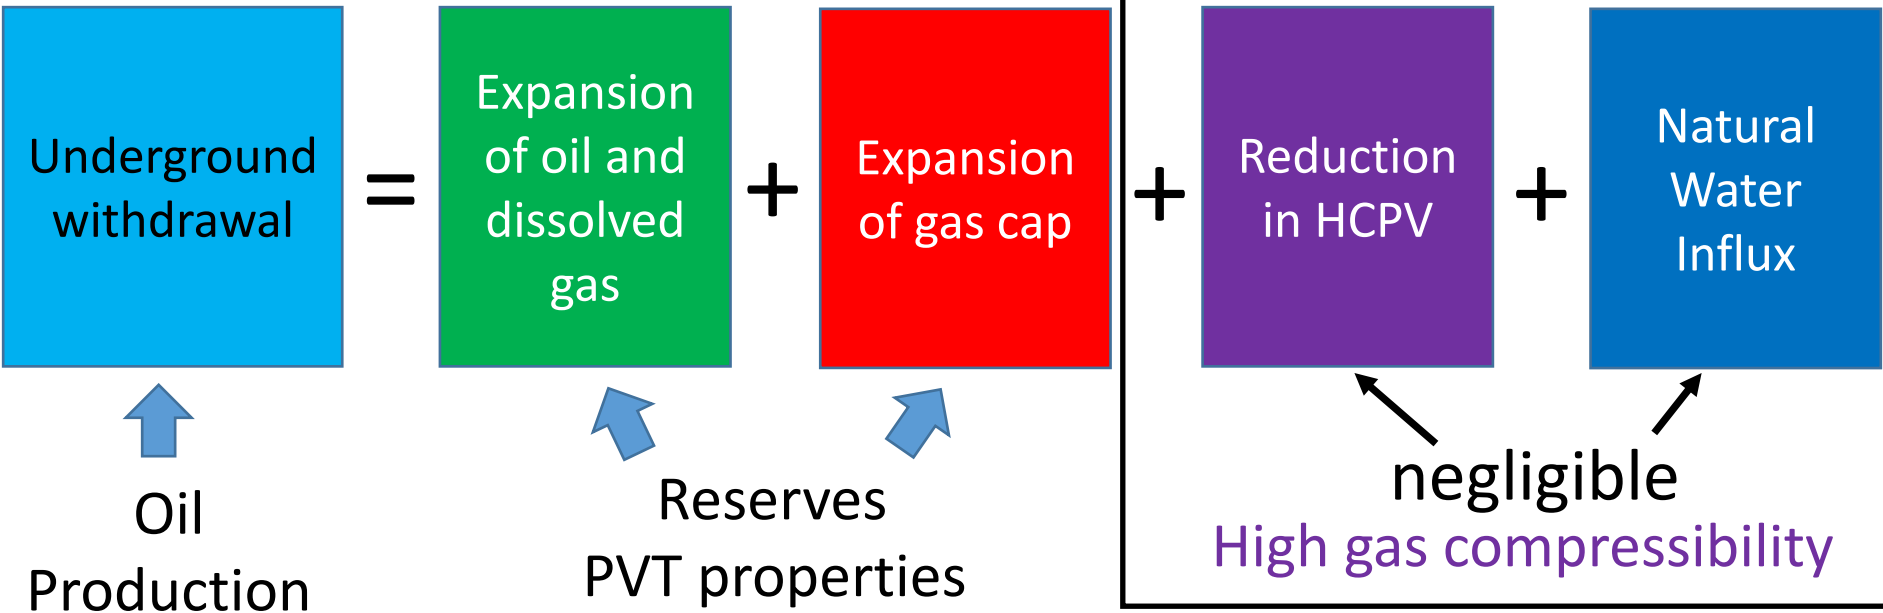 Underground
withdrawal
=
Expansion
of oil and
dissolved
gas
+
Expansion
of gas cap
+
Reduction
in HCPV
+
Natural
Water
Influx
Oil
Production
Reserves
PVT properties
negligible
High gas compressibility